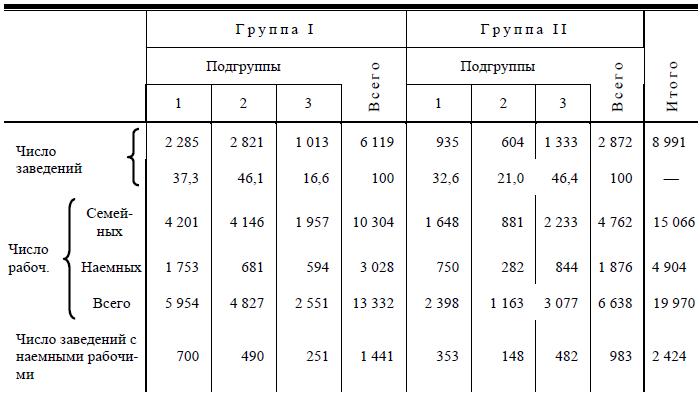 Группа I Группа II
Подгруппы Всего Подгруппы Всего Итого
1 2 3 1 2 3
Число заведений 2 285 2 821 1 013 6 119 935 604 1 333 2 872 8 991
37,3 46,1 16,6 100 32,6 21,0 46,4 100 —
Число рабоч.
Семей-
ных 4 201 4 146 1 957 10 304 1 648 881 2 233 4 762 15 066
Наемных 1 753 681 594 3 028 750 282 844 1 876 4 904
Всего 5 954 4 827 2 551 13 332 2 398 1 163 3 077 6 638 19 970
Число заведений с
наемными рабочи-
ми 700 490 251 1 441 353 148 482 983 2 424